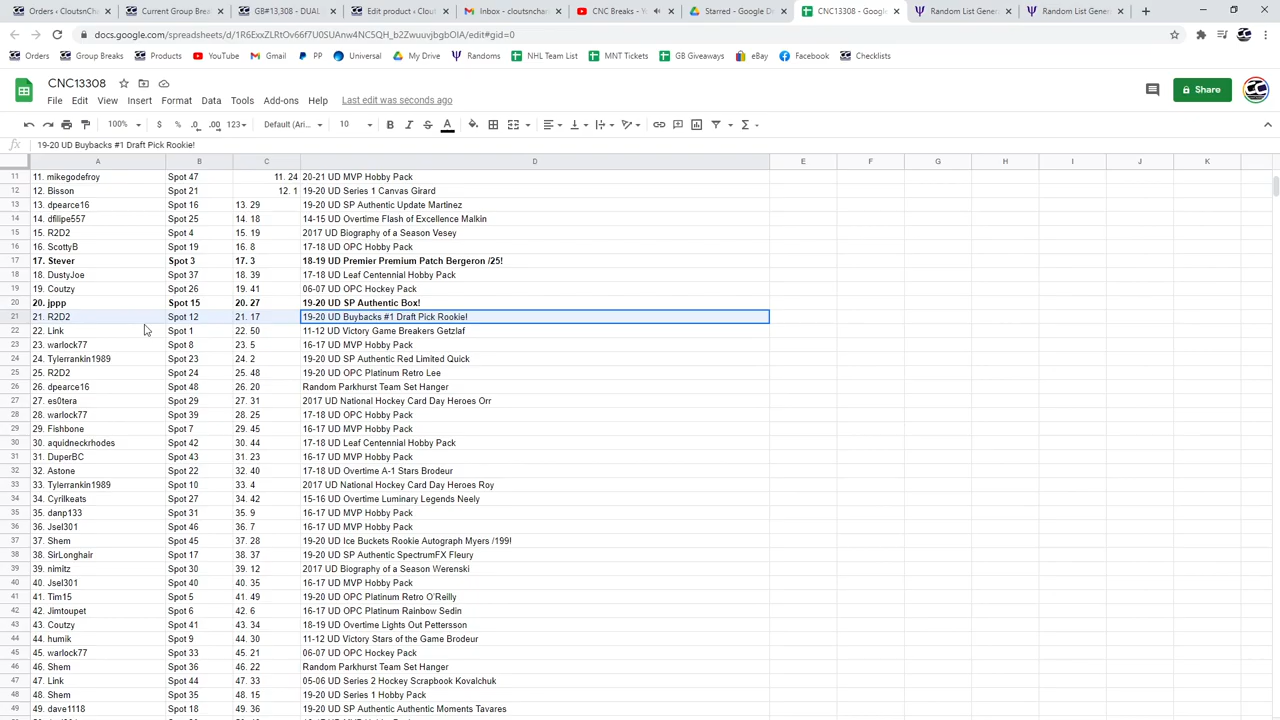 Orders ‹ CloutsnCh
Current Group Brea
GB#13,308 - DUAL
Edit product ‹ Clou
Inbox - cloutsnchar
CNC Breaks -
Starred - Google D
CNC13308 - Google
Random List Gene
Random List Gene
docs.google.com/spreadsheets/d/1R6ExxZLRtOv66f7U0SUAnw4NC5QH_b2ZwuuvjbgbOIA/edit#gid=0
Orders Group Breaks Products YouTube Gmail PP Universal My Drive Randoms NHL Team List MNT Tickets GB Giveaways eBay Facebook Checklists
CNC13308
File Edit View Insert Format Data Tools Add-ons Help Last edit was seconds ago
Share
100% $ % .0 .00 123 Default (Ari... 10
fx 19-20 UD Buybacks #1 Draft Pick Rookie!
A B C D E F G H I J K
11 11. mikegodefroy Spot 47 11. 24 20-21 UD MVP Hobby Pack
12 12. Bisson Spot 21 12. 1 19-20 UD Series 1 Canvas Girard
13 13. dpearce16 Spot 16 13. 29 19-20 UD SP Authentic Update Martinez
14 14. dfilipe557 Spot 25 14. 18 14-15 UD Overtime Flash of Excellence Malkin
15 15. R2D2 Spot 4 15. 19 2017 UD Biography of a Season Vesey
16 16. ScottyB Spot 19 16. 8 17-18 UD OPC Hobby Pack
17 17. Stever Spot 3 17. 3 18-19 UD Premier Premium Patch Bergeron /25!
18 18. DustyJoe Spot 37 18. 39 17-18 UD Leaf Centennial Hobby Pack
19 19. Coutzy Spot 26 19. 41 06-07 UD OPC Hockey Pack
20 20. jppp Spot 15 20. 27 19-20 UD SP Authentic Box!
21 21. R2D2 Spot 12 21. 17 19-20 UD Buybacks #1 Draft Pick Rookie!
22 22. Link Spot 1 22. 50 11-12 UD Victory Game Breakers Getzlaf
23 23. warlock77 Spot 8 23. 5 16-17 UD MVP Hobby Pack
24 24. Tylerrankin1989 Spot 23 24. 2 19-20 UD SP Authentic Red Limited Quick
25 25. R2D2 Spot 24 25. 48 19-20 UD OPC Platinum Retro Lee
26 26. dpearce16 Spot 48 26. 20 Random Parkhurst Team Set Hanger
27 27. es0tera Spot 29 27. 31 2017 UD National Hockey Card Day Heroes Orr
28 28. warlock77 Spot 39 28. 25 17-18 UD OPC Hobby Pack
29 29. Fishbone Spot 7 29. 45 16-17 UD MVP Hobby Pack
30 30. aquidneckrhodes Spot 42 30. 44 17-18 UD Leaf Centennial Hobby Pack
31 31. DuperBC Spot 43 31. 23 16-17 UD MVP Hobby Pack
32 32. Astone Spot 22 32. 40 17-18 UD Overtime A-1 Stars Brodeur
33 33. Tylerrankin1989 Spot 10 33. 4 2017 UD National Hockey Card Day Heroes Roy
34 34. Cyrilkeats Spot 27 34. 42 15-16 UD Overtime Luminary Legends Neely
35 35. danp133 Spot 31 35. 9 16-17 UD MVP Hobby Pack
36 36. Jsel301 Spot 46 36. 7 16-17 UD MVP Hobby Pack
37 37. Shem Spot 45 37. 28 19-20 UD Ice Buckets Rookie Autograph Myers /199!
38 38. SirLonghair Spot 17 38. 37 19-20 UD SP Authentic SpectrumFX Fleury
39 39. nimitz Spot 30 39. 12 2017 UD Biography of a Season Werenski
40 40. Jsel301 Spot 40 40. 35 16-17 UD MVP Hobby Pack
41 41. Tim15 Spot 5 41. 49 19-20 UD OPC Platinum Retro O'Reilly
42 42. Jimtoupet Spot 6 42. 6 16-17 UD OPC Platinum Rainbow Sedin
43 43. Coutzy Spot 41 43. 34 18-19 UD Overtime Lights Out Pettersson
44 44. humik Spot 9 44. 30 11-12 UD Victory Stars of the Game Brodeur
45 45. warlock77 Spot 33 45. 21 06-07 UD OPC Hobby Pack
46 46. Shem Spot 36 46. 22 Random Parkhurst Team Set Hanger
47 47. Link Spot 44 47. 33 05-06 UD Series 2 Hockey Scrapbook Kovalchuk
48 48. Shem Spot 35 48. 15 19-20 UD Series 1 Hobby Pack
49 49. dave1118 Spot 18 49. 36 19-20 UD SP Authentic Authentic Moments Tavares